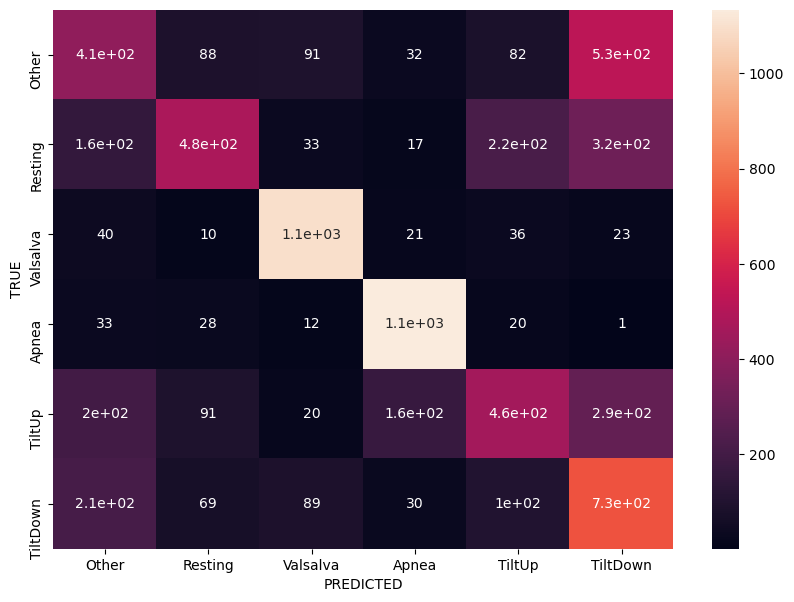 Other 4.1e+02 88 91 32 82 5.3e+02
Resting 1.6e+02 4.8e+02 33 17 2.2e+02 3.2e+02
Valsalva 40 10 1.1e+03 21 36 23
Apnea 33 28 12 1.1e+03 20 1
TiltUp 2e+02 91 20 1.6e+02 4.6e+02 2.9e+02
TiltDown 2.1e+02 69 89 30 1e+02 7.3e+02
TRUE
Other Resting Valsalva Apnea TiltUp TiltDown
PREDICTED
1000
800
600
400
200